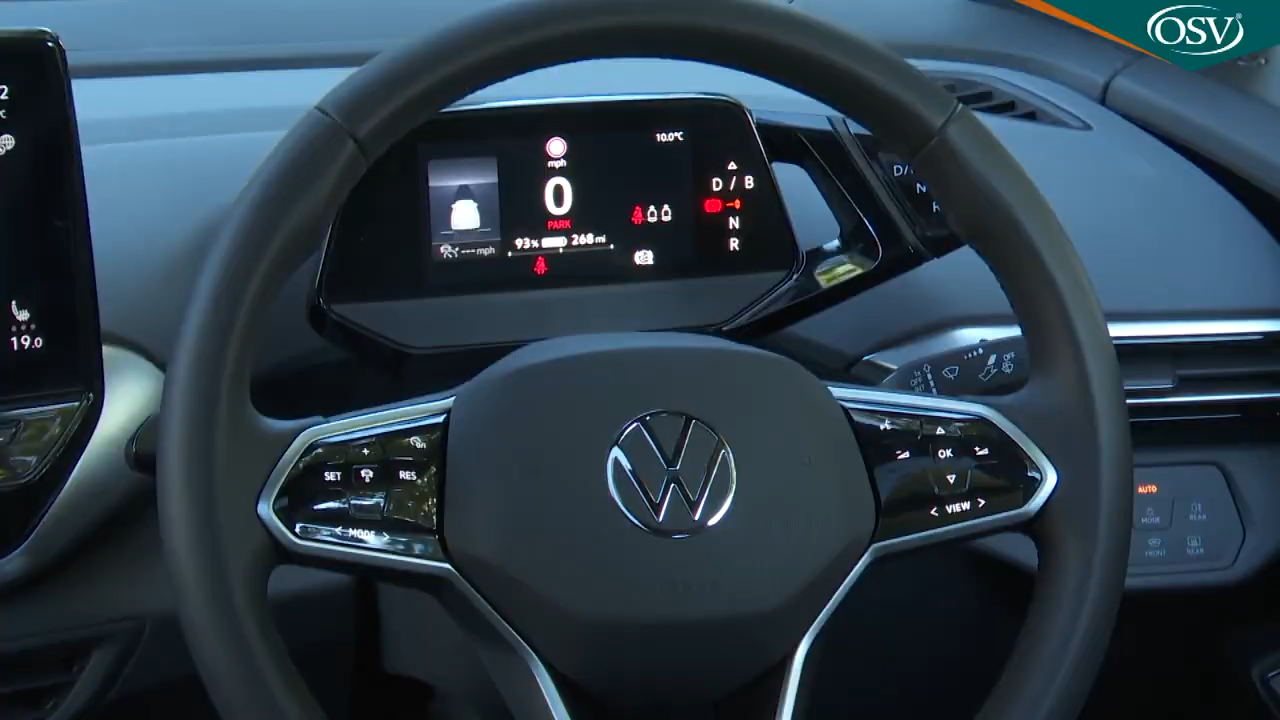 OSV
10.0°C
mph
0
PARK
93%
268 mi
--- mph
D / B
N
R
D/
N
R
2
°C
19.0
SET
RES
< MODE >
OK
< VIEW >
OFF
AUTO
MODE
REAR
FRONT
REAR